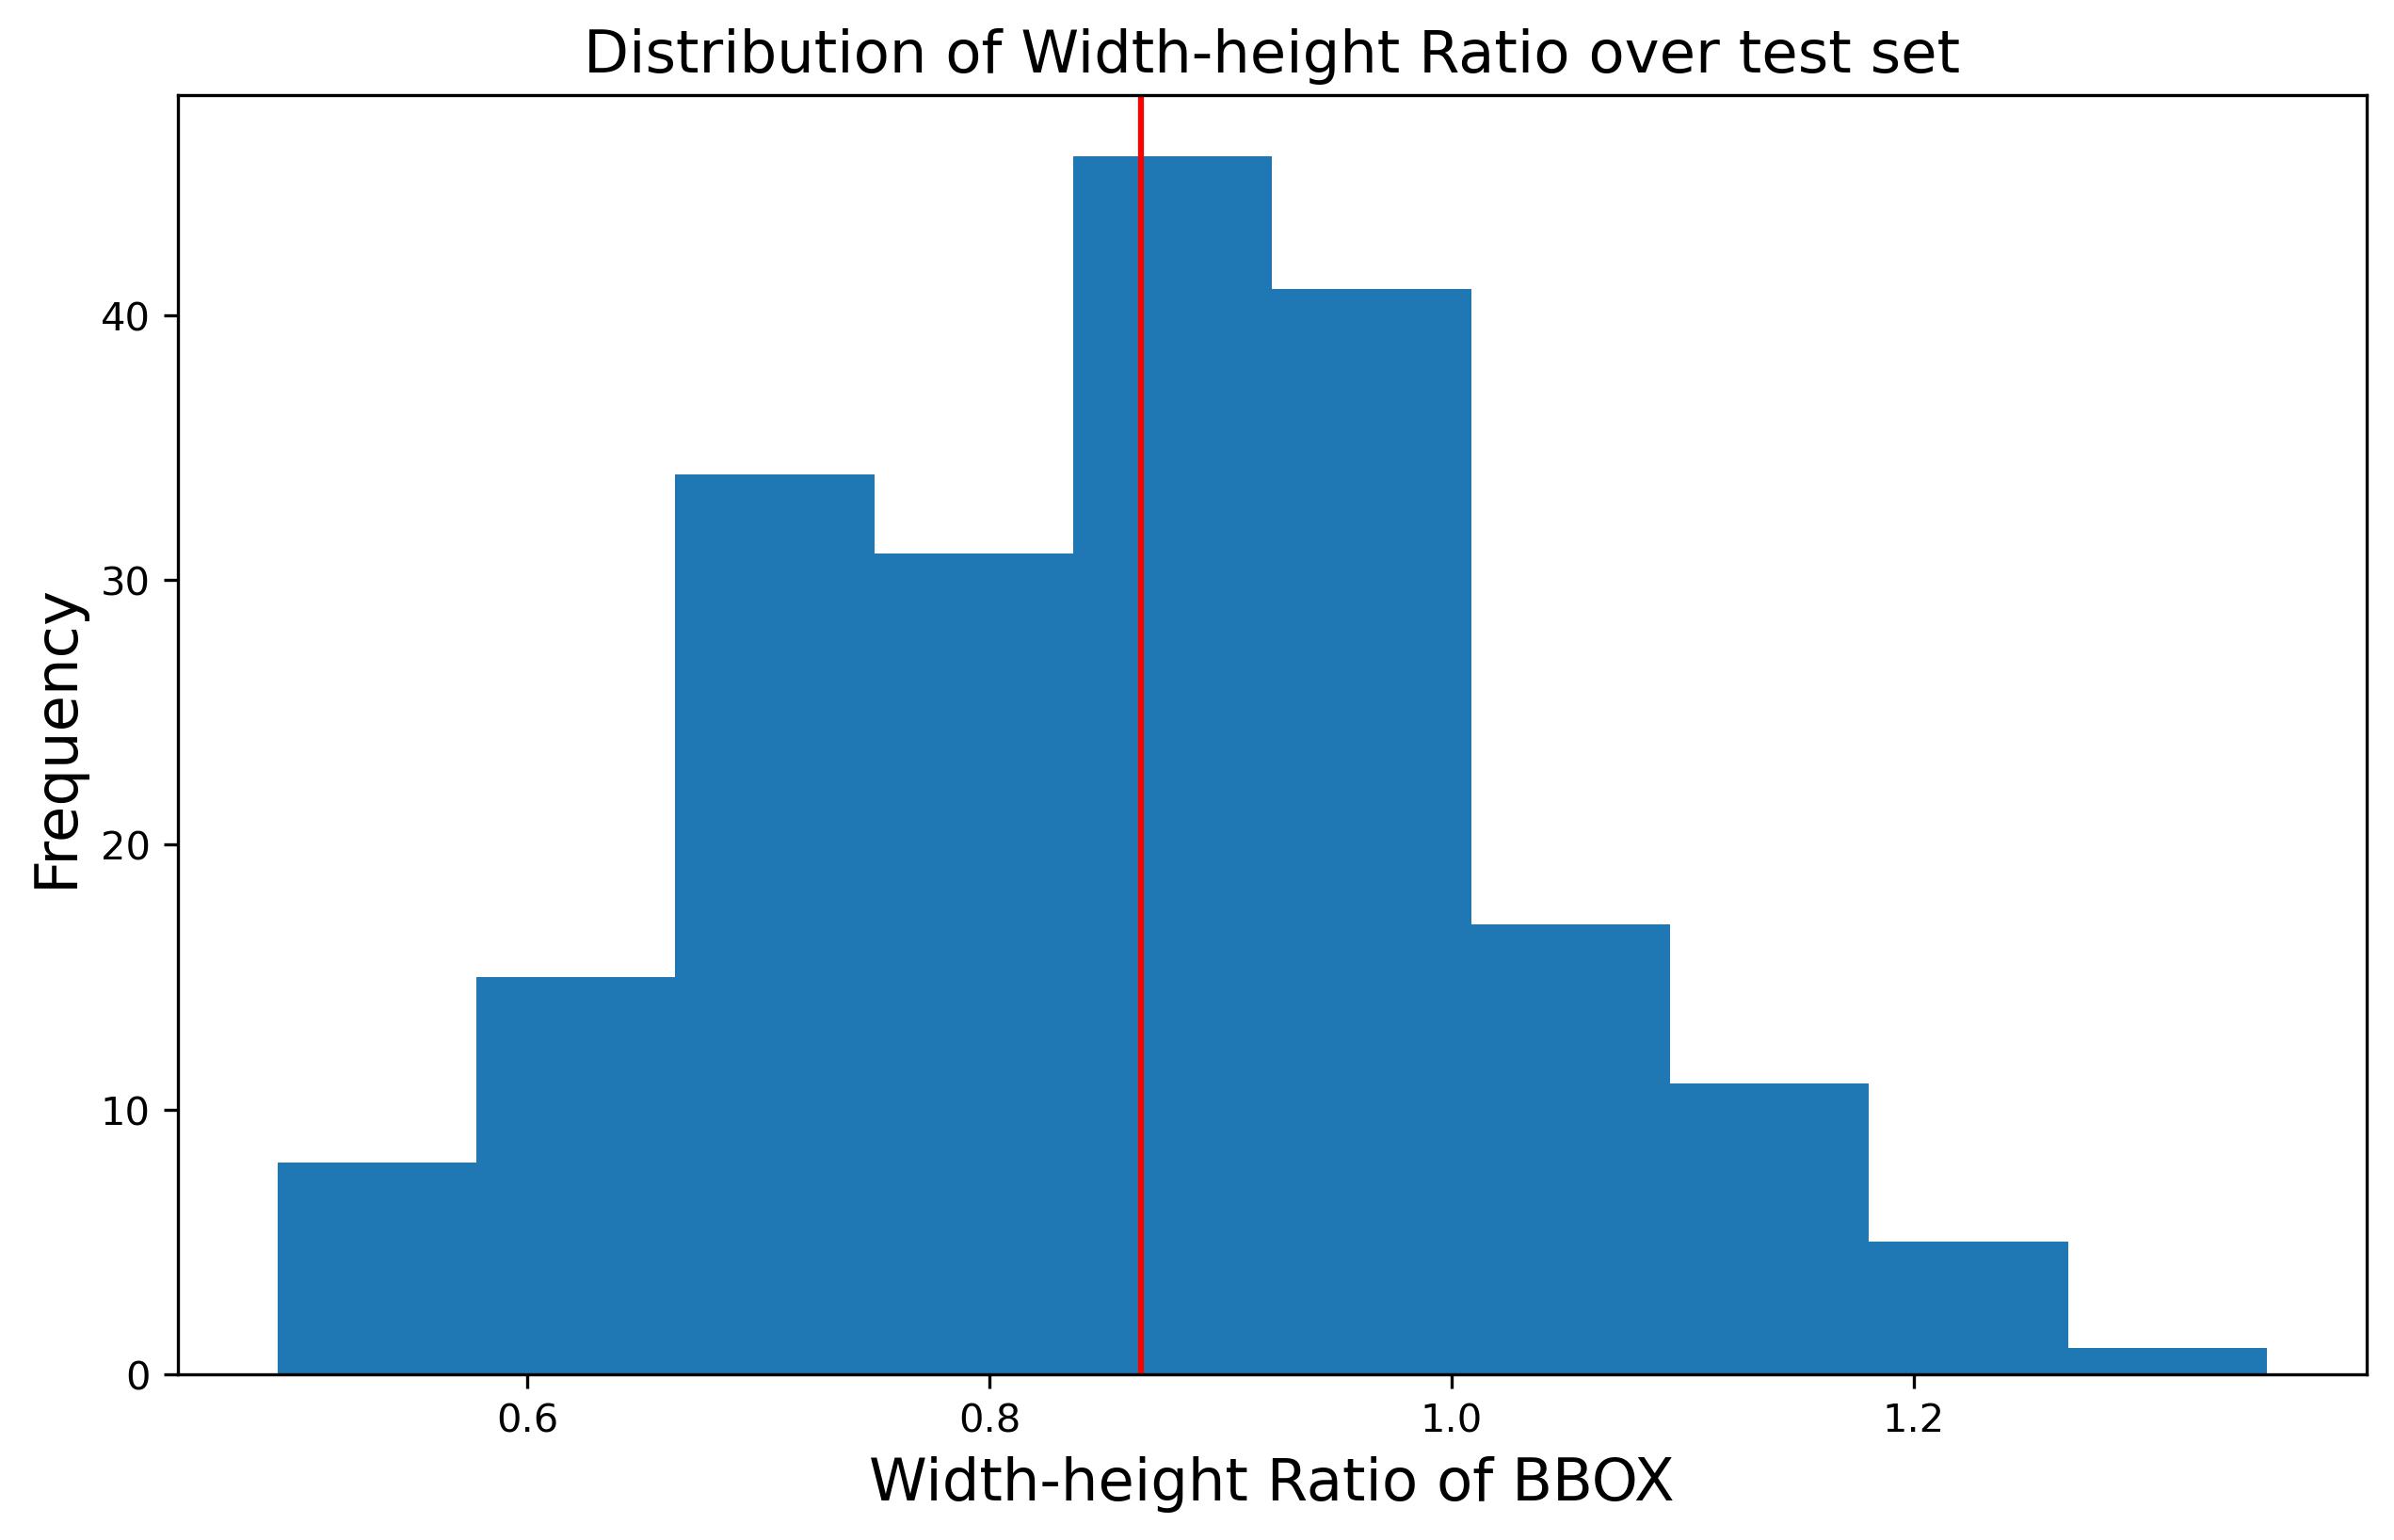 Distribution of Width-height Ratio over test set
Frequency
40
30
20
10
0
0.6 0.8 1.0 1.2
Width-height Ratio of BBOX